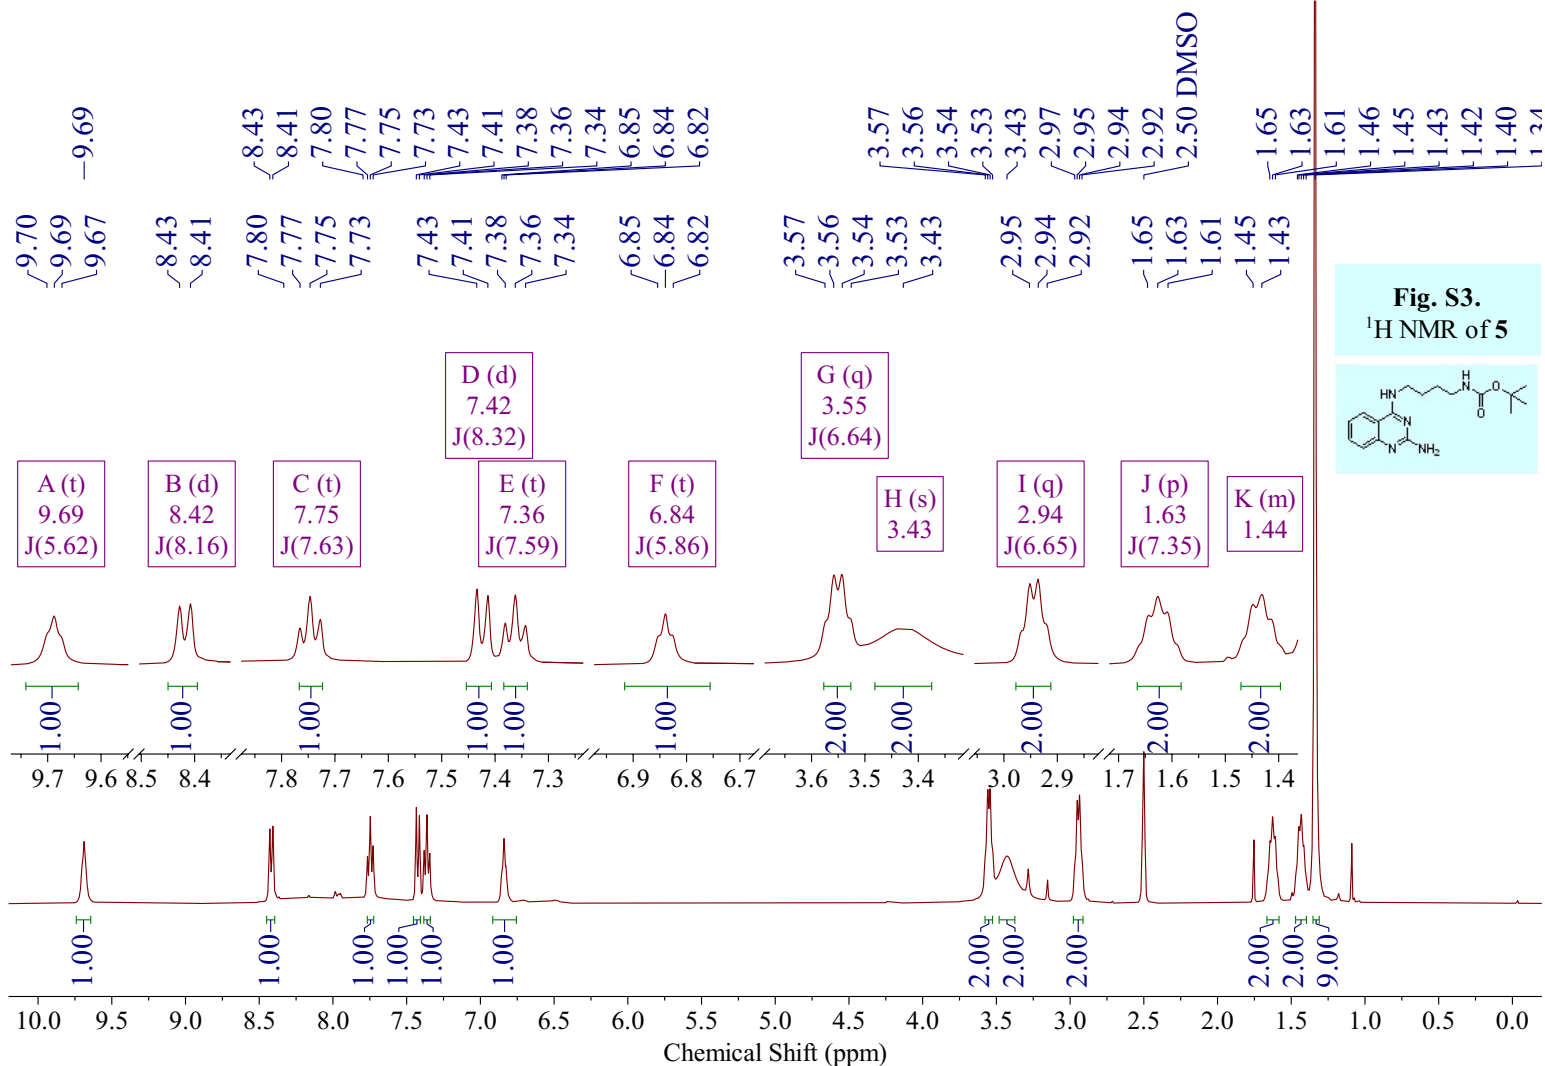 9.69 8.43 8.41 7.80 7.77 7.75 7.73 7.43 7.41 7.38 7.36 7.34 6.85 6.84 6.82 3.57 3.56 3.54 3.53 3.43 2.97 2.95 2.94 2.92 2.50 DMSO 1.65 1.63 1.61 1.46 1.45 1.43 1.42 1.40 1.34
9.70 9.69 9.67 8.43 8.41 7.80 7.77 7.75 7.73 7.43 7.41 7.38 7.36 7.34 6.85 6.84 6.82 3.57 3.56 3.54 3.53 3.43 2.95 2.94 2.92 1.65 1.63 1.61 1.45 1.43
Fig. S3.
¹H NMR of 5
HN
H
N
O
O
N
N
NH₂
D (d)
7.42
J(8.32)
G (q)
3.55
J(6.64)
A (t)
9.69
J(5.62)
B (d)
8.42
J(8.16)
C (t)
7.75
J(7.63)
E (t)
7.36
J(7.59)
F (t)
6.84
J(5.86)
H (s)
3.43
I (q)
2.94
J(6.65)
J (p)
1.63
J(7.35)
K (m)
1.44
1.00 1.00 1.00 1.00 1.00 1.00 2.00 2.00 2.00 2.00 2.00
9.7 9.6 8.5 8.4 7.8 7.7 7.6 7.5 7.4 7.3 6.9 6.8 6.7 3.6 3.5 3.4 3.0 2.9 1.7 1.6 1.5 1.4
1.00 1.00 1.00 1.00 1.00 1.00 2.00 2.00 2.00 2.00 2.00 9.00
10.0 9.5 9.0 8.5 8.0 7.5 7.0 6.5 6.0 5.5 5.0 4.5 4.0 3.5 3.0 2.5 2.0 1.5 1.0 0.5 0.0
Chemical Shift (ppm)